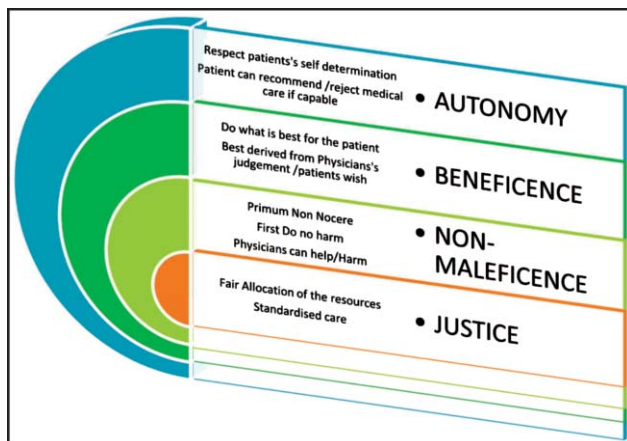 Respect patients's self determination
Patient can recommend /reject medical
care if capable
• AUTONOMY
Do what is best for the patient
Best derived from Physicians's
judgement /patients wish
• BENEFICENCE
Primum Non Nocere
First Do no harm
Physicians can help/Harm
• NON-
MALEFICENCE
Fair Allocation of the resources
Standardised care
• JUSTICE